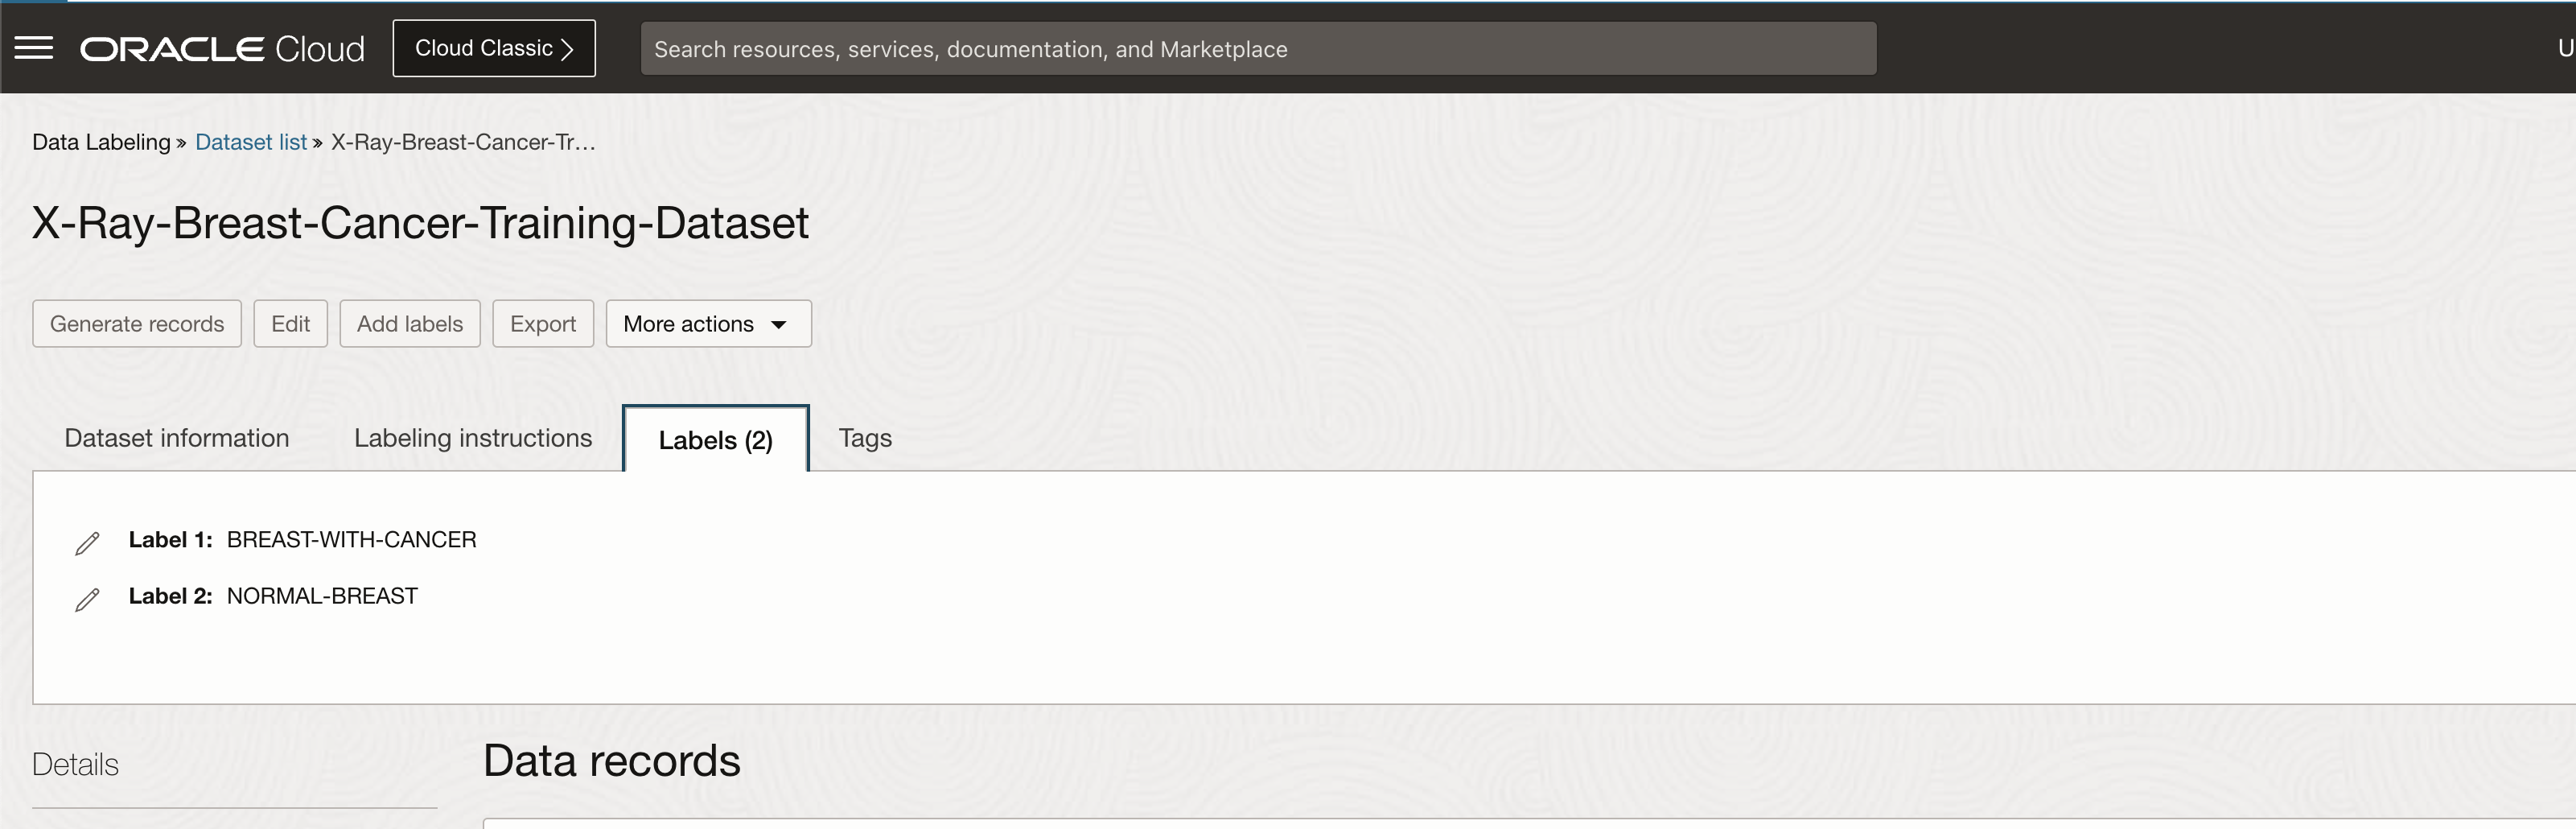 ORACLE Cloud
Cloud Classic
Search resources, services, documentation, and Marketplace
U
Data Labeling » Dataset list » X-Ray-Breast-Cancer-Tr...
X-Ray-Breast-Cancer-Training-Dataset
Generate records
Edit
Add labels
Export
More actions
Dataset information
Labeling instructions
Labels (2)
Tags
Label 1: BREAST-WITH-CANCER
Label 2: NORMAL-BREAST
Details
Data records